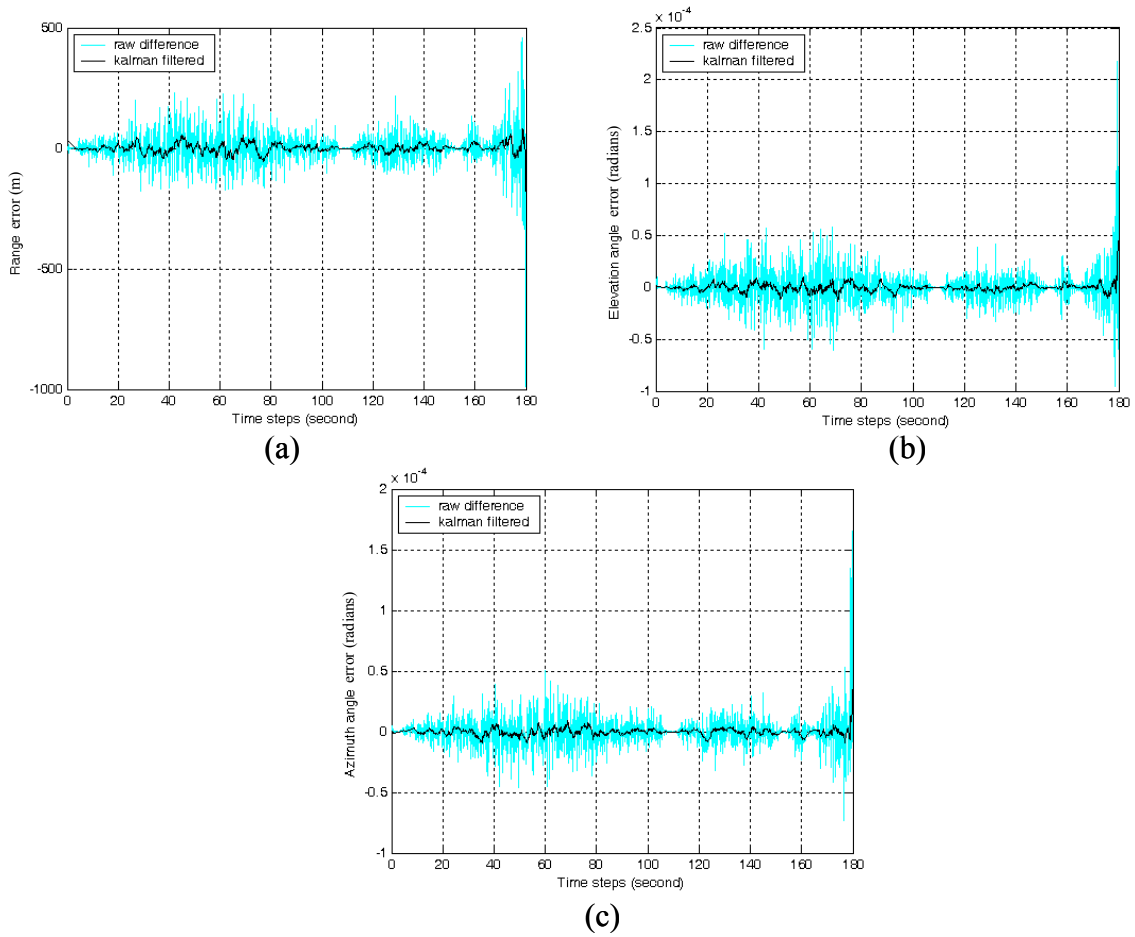 raw difference
kalman filtered
Range error (m)
500
0
-500
-1000
0 20 40 60 80 100 120 140 160 180
Time steps (second)
(a)
× 10⁻⁴
raw difference
kalman filtered
Elevation angle error (radians)
2.5
2
1.5
1
0.5
0
-0.5
-1
0 20 40 60 80 100 120 140 160 180
Time steps (second)
(b)
× 10⁻⁴
raw difference
kalman filtered
Azimuth angle error (radians)
2
1.5
1
0.5
0
-0.5
-1
0 20 40 60 80 100 120 140 160 180
Time steps (second)
(c)